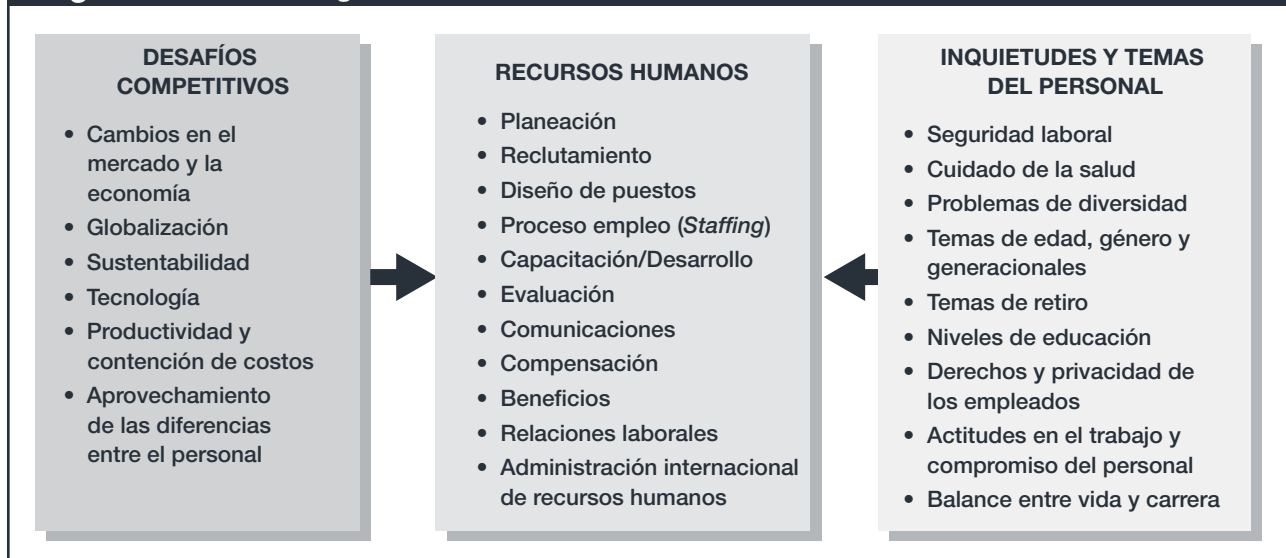 DESAFÍOS
COMPETITIVOS
• Cambios en el
mercado y la
economía
• Globalización
• Sustentabilidad
• Tecnología
• Productividad y
contención de costos
• Aprovechamiento
de las diferencias
entre el personal
RECURSOS HUMANOS
• Planeación
• Reclutamiento
• Diseño de puestos
• Proceso empleo (Staffing)
• Capacitación/Desarrollo
• Evaluación
• Comunicaciones
• Compensación
• Beneficios
• Relaciones laborales
• Administración internacional
de recursos humanos
INQUIETUDES Y TEMAS
DEL PERSONAL
• Seguridad laboral
• Cuidado de la salud
• Problemas de diversidad
• Temas de edad, género y
generacionales
• Temas de retiro
• Niveles de educación
• Derechos y privacidad de
los empleados
• Actitudes en el trabajo y
compromiso del personal
• Balance entre vida y carrera